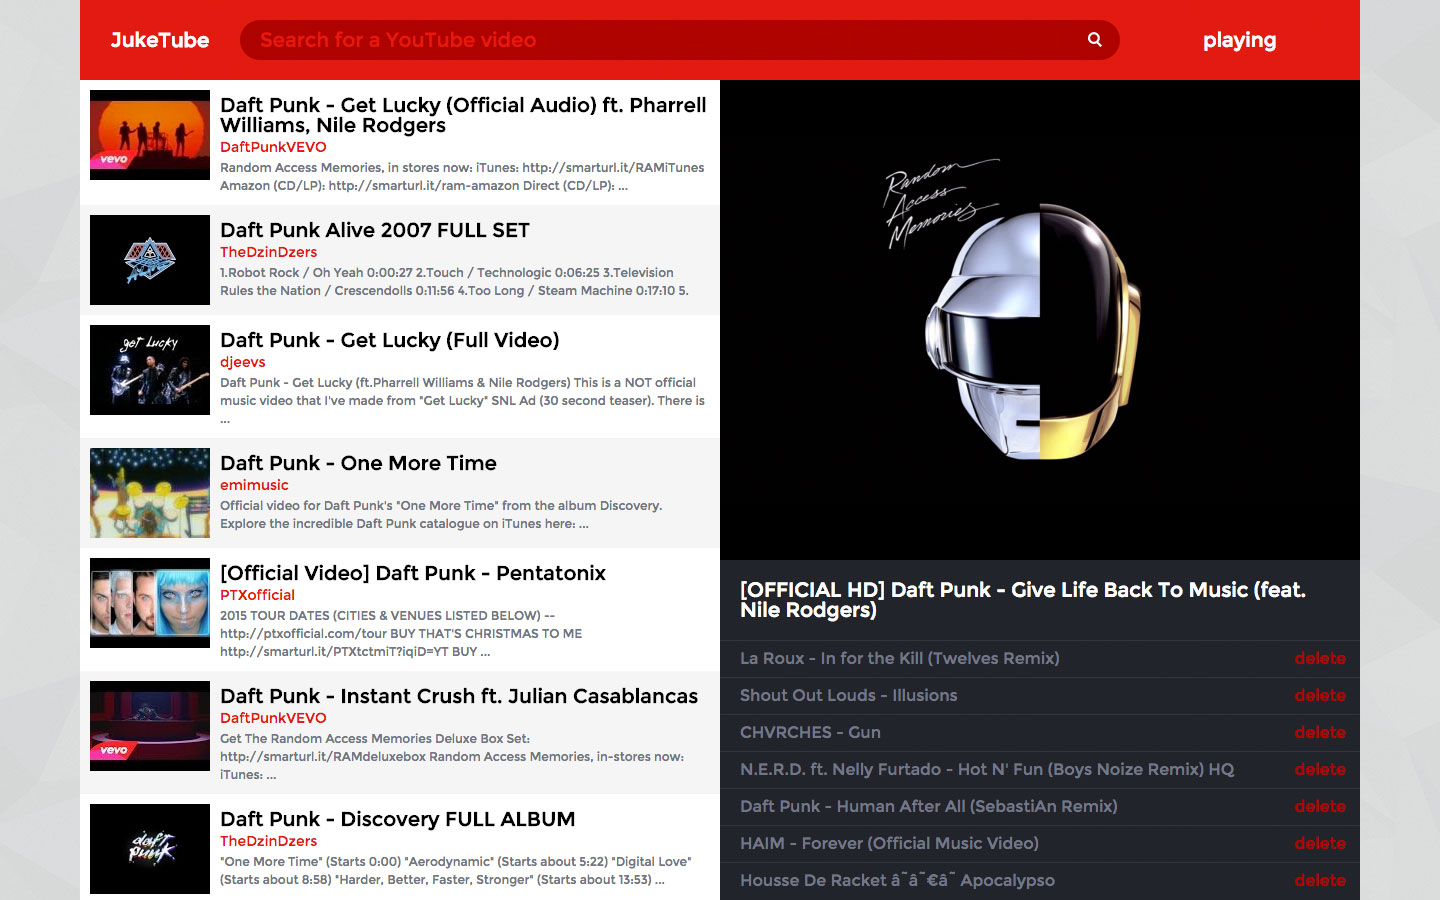 JukeTube
Search for a YouTube video
playing
Daft Punk - Get Lucky (Official Audio) ft. Pharrell
Williams, Nile Rodgers
DaftPunkVEVO
Random Access Memories, in stores now: iTunes: http://smarturl.it/RAMiTunes
Amazon (CD/LP): http://smarturl.it/ram-amazon Direct (CD/LP): ...
vevo
Daft Punk Alive 2007 FULL SET
TheDzinDzers
1.Robot Rock / Oh Yeah 0:00:27 2.Touch / Technologic 0:06:25 3.Television
Rules the Nation / Crescendolls 0:11:56 4.Too Long / Steam Machine 0:17:10 5.
get Lucky
Daft Punk - Get Lucky (Full Video)
djeevs
Daft Punk - Get Lucky (ft.Pharrell Williams & Nile Rodgers) This is a NOT official
music video that I've made from "Get Lucky" SNL Ad (30 second teaser). There is
...
Daft Punk - One More Time
emimusic
Official video for Daft Punk's "One More Time" from the album Discovery.
Explore the incredible Daft Punk catalogue on iTunes here: ...
[Official Video] Daft Punk - Pentatonix
PTXofficial
2015 TOUR DATES (CITIES & VENUES LISTED BELOW) --
http://ptxofficial.com/tour BUY THAT'S CHRISTMAS TO ME
http://smarturl.it/PTXtctmiT?iqiD=YT BUY ...
Daft Punk - Instant Crush ft. Julian Casablancas
DaftPunkVEVO
Get The Random Access Memories Deluxe Box Set:
http://smarturl.it/RAMdeluxebox Random Access Memories, in-stores now:
iTunes: ...
vevo
daft
punk
Daft Punk - Discovery FULL ALBUM
TheDzinDzers
"One More Time" (Starts 0:00) "Aerodynamic" (Starts about 5:22) "Digital Love"
(Starts about 8:58) "Harder, Better, Faster, Stronger" (Starts about 13:53) ...
Random
Access
Memories
[OFFICIAL HD] Daft Punk - Give Life Back To Music (feat.
Nile Rodgers)
La Roux - In for the Kill (Twelves Remix) delete
Shout Out Louds - Illusions delete
CHVRCHES - Gun delete
N.E.R.D. ft. Nelly Furtado - Hot N' Fun (Boys Noize Remix) HQ delete
Daft Punk - Human After All (SebastiAn Remix) delete
HAIM - Forever (Official Music Video) delete
Housse De Racket â˜â˜€â˜ Apocalypso delete